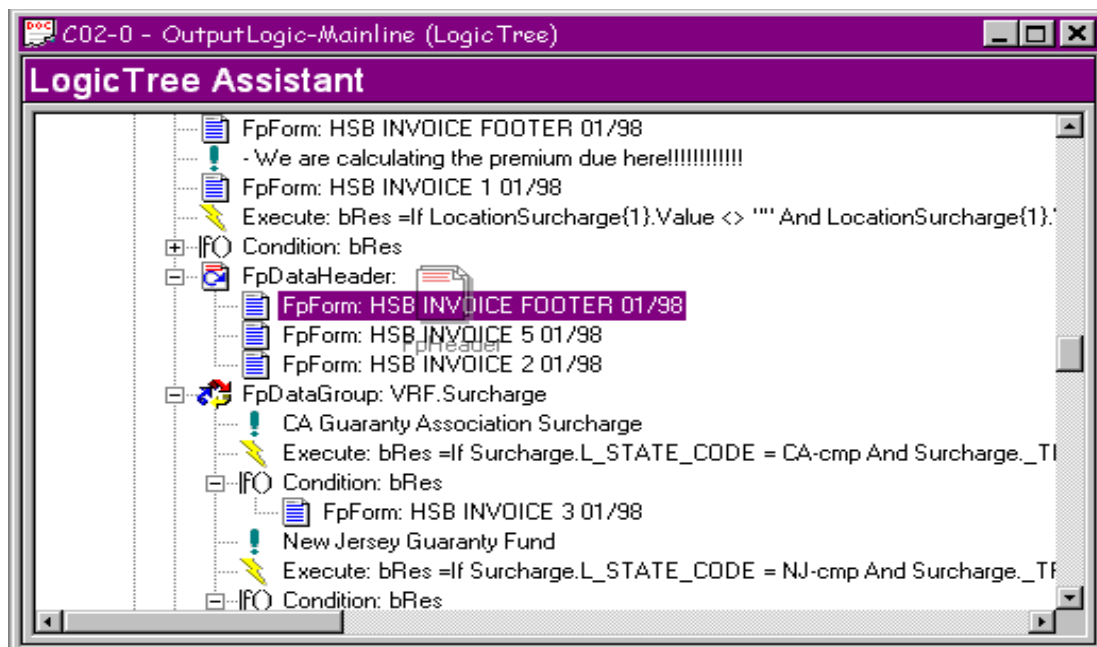 DOC C02-0 - OutputLogic-Mainline (LogicTree)
LogicTree Assistant
FpForm: HSB INVOICE FOOTER 01/98
- We are calculating the premium due here!!!!!!!!!!!!
FpForm: HSB INVOICE 1 01/98
Execute: bRes =If LocationSurcharge{1}.Value <> "" And LocationSurcharge{1}.
If() Condition: bRes
FpDataHeader:
FpForm: HSB INVOICE FOOTER 01/98
FpForm: HSB INVOICE 5 01/98
FpHeader
FpForm: HSB INVOICE 2 01/98
FpDataGroup: VRF.Surcharge
CA Guaranty Association Surcharge
Execute: bRes =If Surcharge.L_STATE_CODE = CA-cmp And Surcharge._T
If() Condition: bRes
FpForm: HSB INVOICE 3 01/98
New Jersey Guaranty Fund
Execute: bRes =If Surcharge.L_STATE_CODE = NJ-cmp And Surcharge._T
If() Condition: bRes